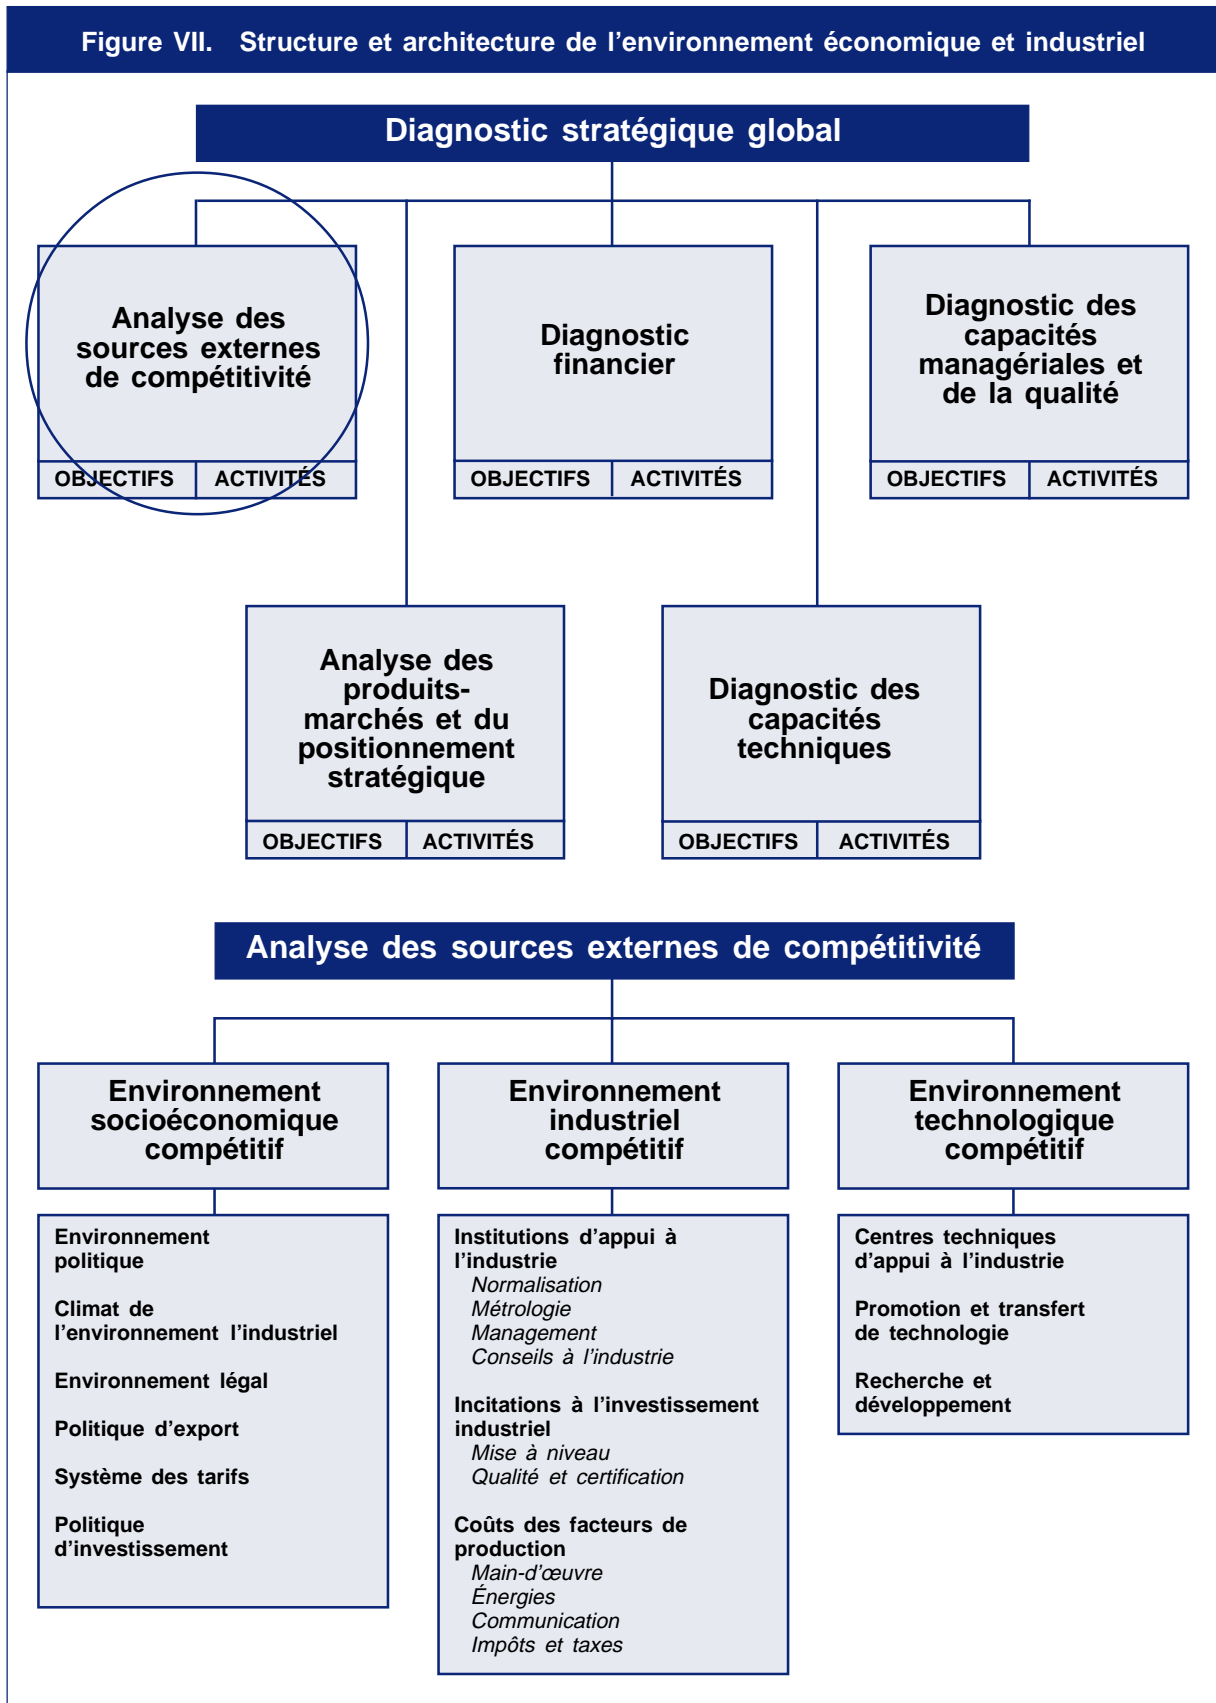 Figure VII. Structure et architecture de l’environnement économique et industriel
Diagnostic stratégique global
Analyse des
sources externes
de compétitivité
OBJECTIFS
ACTIVITÉS
Diagnostic
financier
OBJECTIFS
ACTIVITÉS
Diagnostic des
capacités
managériales et
de la qualité
OBJECTIFS
ACTIVITÉS
Analyse des
produits-
marchés et du
positionnement
stratégique
OBJECTIFS
ACTIVITÉS
Diagnostic des
capacités
techniques
OBJECTIFS
ACTIVITÉS
Analyse des sources externes de compétitivité
Environnement
socioéconomique
compétitif
Environnement
politique
Climat de
l’environnement l’industriel
Environnement légal
Politique d’export
Système des tarifs
Politique
d’investissement
Environnement
industriel
compétitif
Institutions d’appui à
l’industrie
Normalisation
Métrologie
Management
Conseils à l’industrie
Incitations à l’investissement
industriel
Mise à niveau
Qualité et certification
Coûts des facteurs de
production
Main-d’œuvre
Énergies
Communication
Impôts et taxes
Environnement
technologique
compétitif
Centres techniques
d’appui à l’industrie
Promotion et transfert
de technologie
Recherche et
développement